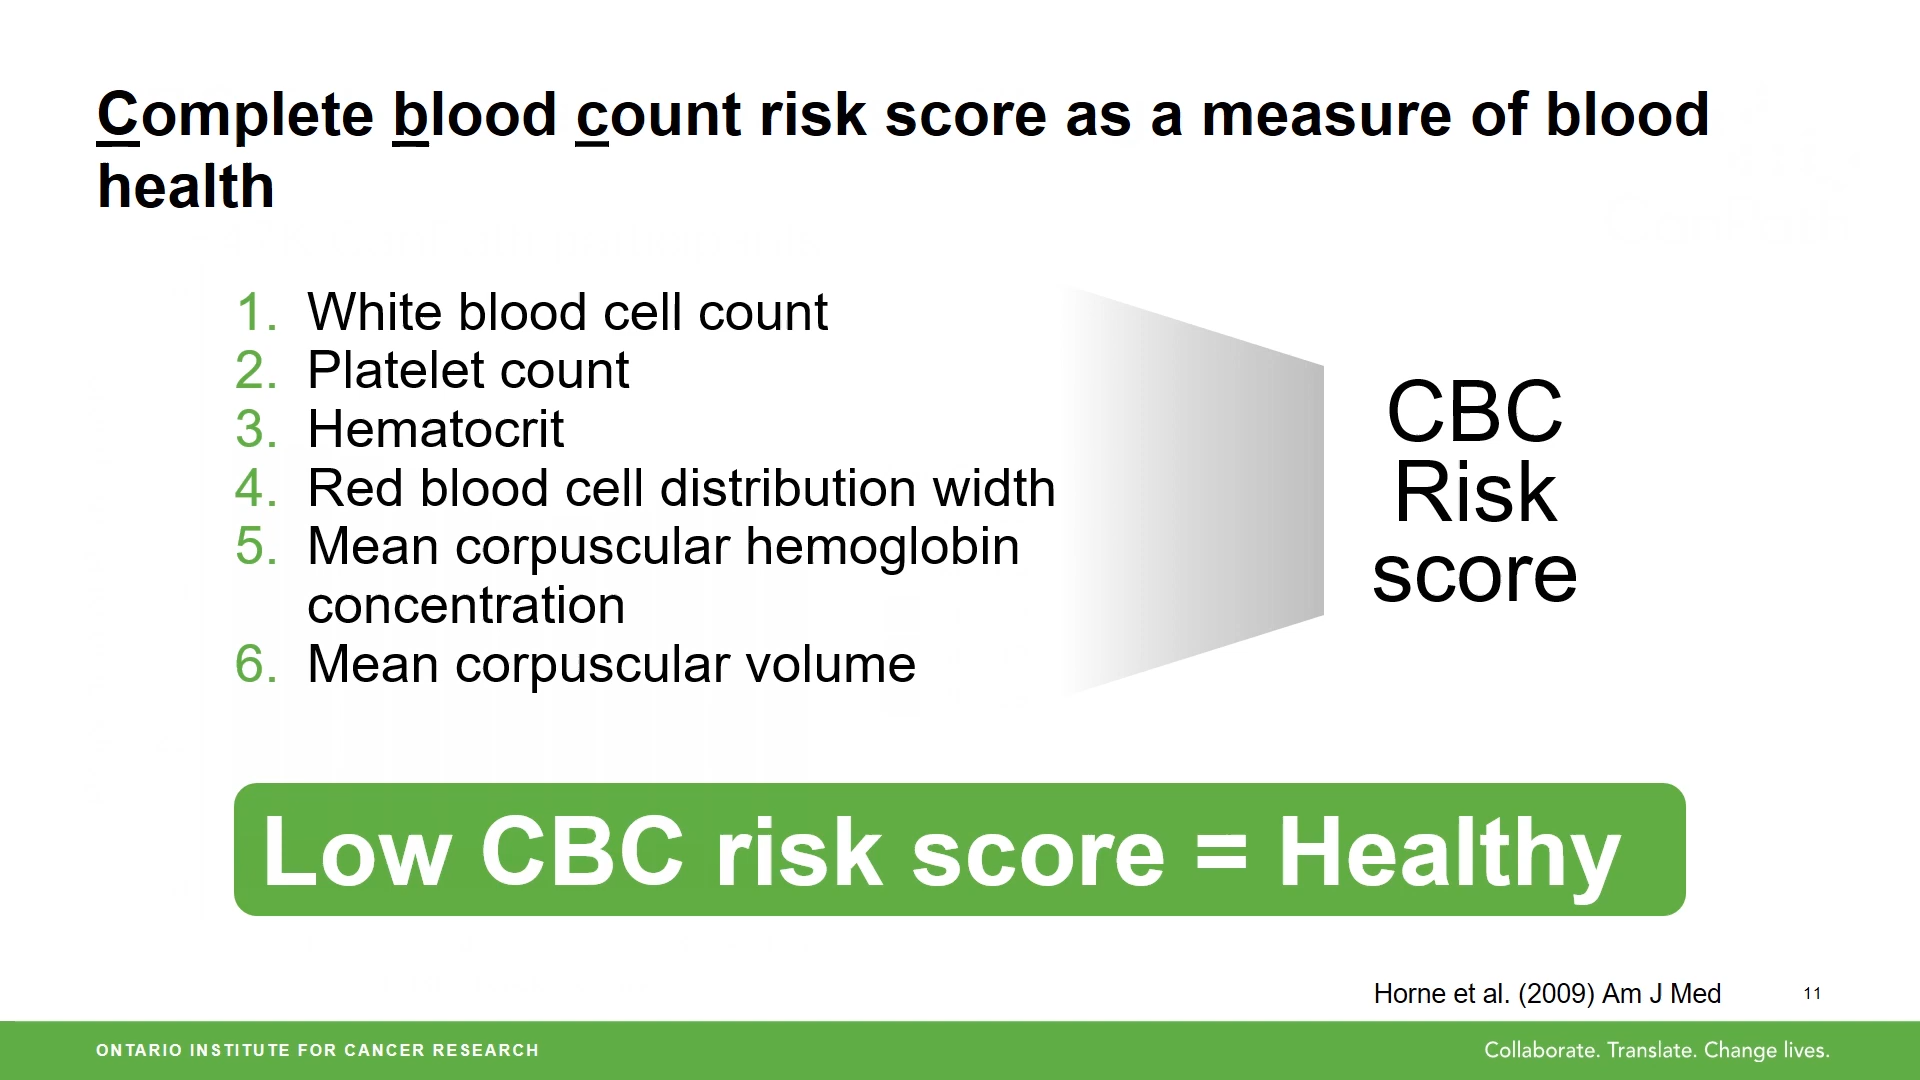 Complete blood count risk score as a measure of blood
health
1. White blood cell count
2. Platelet count
3. Hematocrit
4. Red blood cell distribution width
5. Mean corpuscular hemoglobin
concentration
6. Mean corpuscular volume
CBC
Risk
score
Low CBC risk score = Healthy
Horne et al. (2009) Am J Med
11
ONTARIO INSTITUTE FOR CANCER RESEARCH
Collaborate. Translate. Change lives.